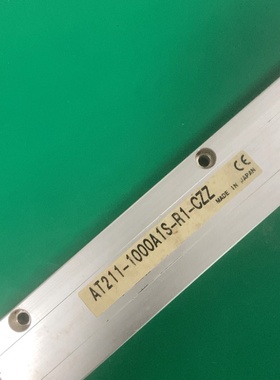 AT211-1000A1S-R1-CZZ
CE
MADE IN JAPAN